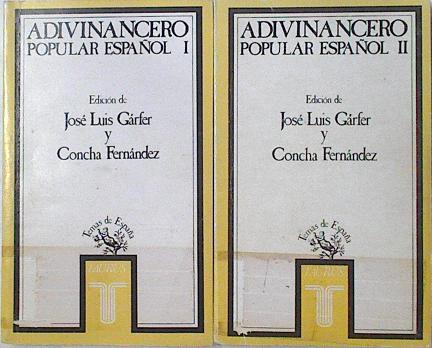 ADIVINANCERO
POPULAR ESPAÑOL I
Edición de
José Luis Gárfer
y
Concha Fernández
Temas de España
TAURUS
ADIVINANCERO
POPULAR ESPAÑOL II
Edición de
José Luis Gárfer
y
Concha Fernández
Temas de España
TAURUS